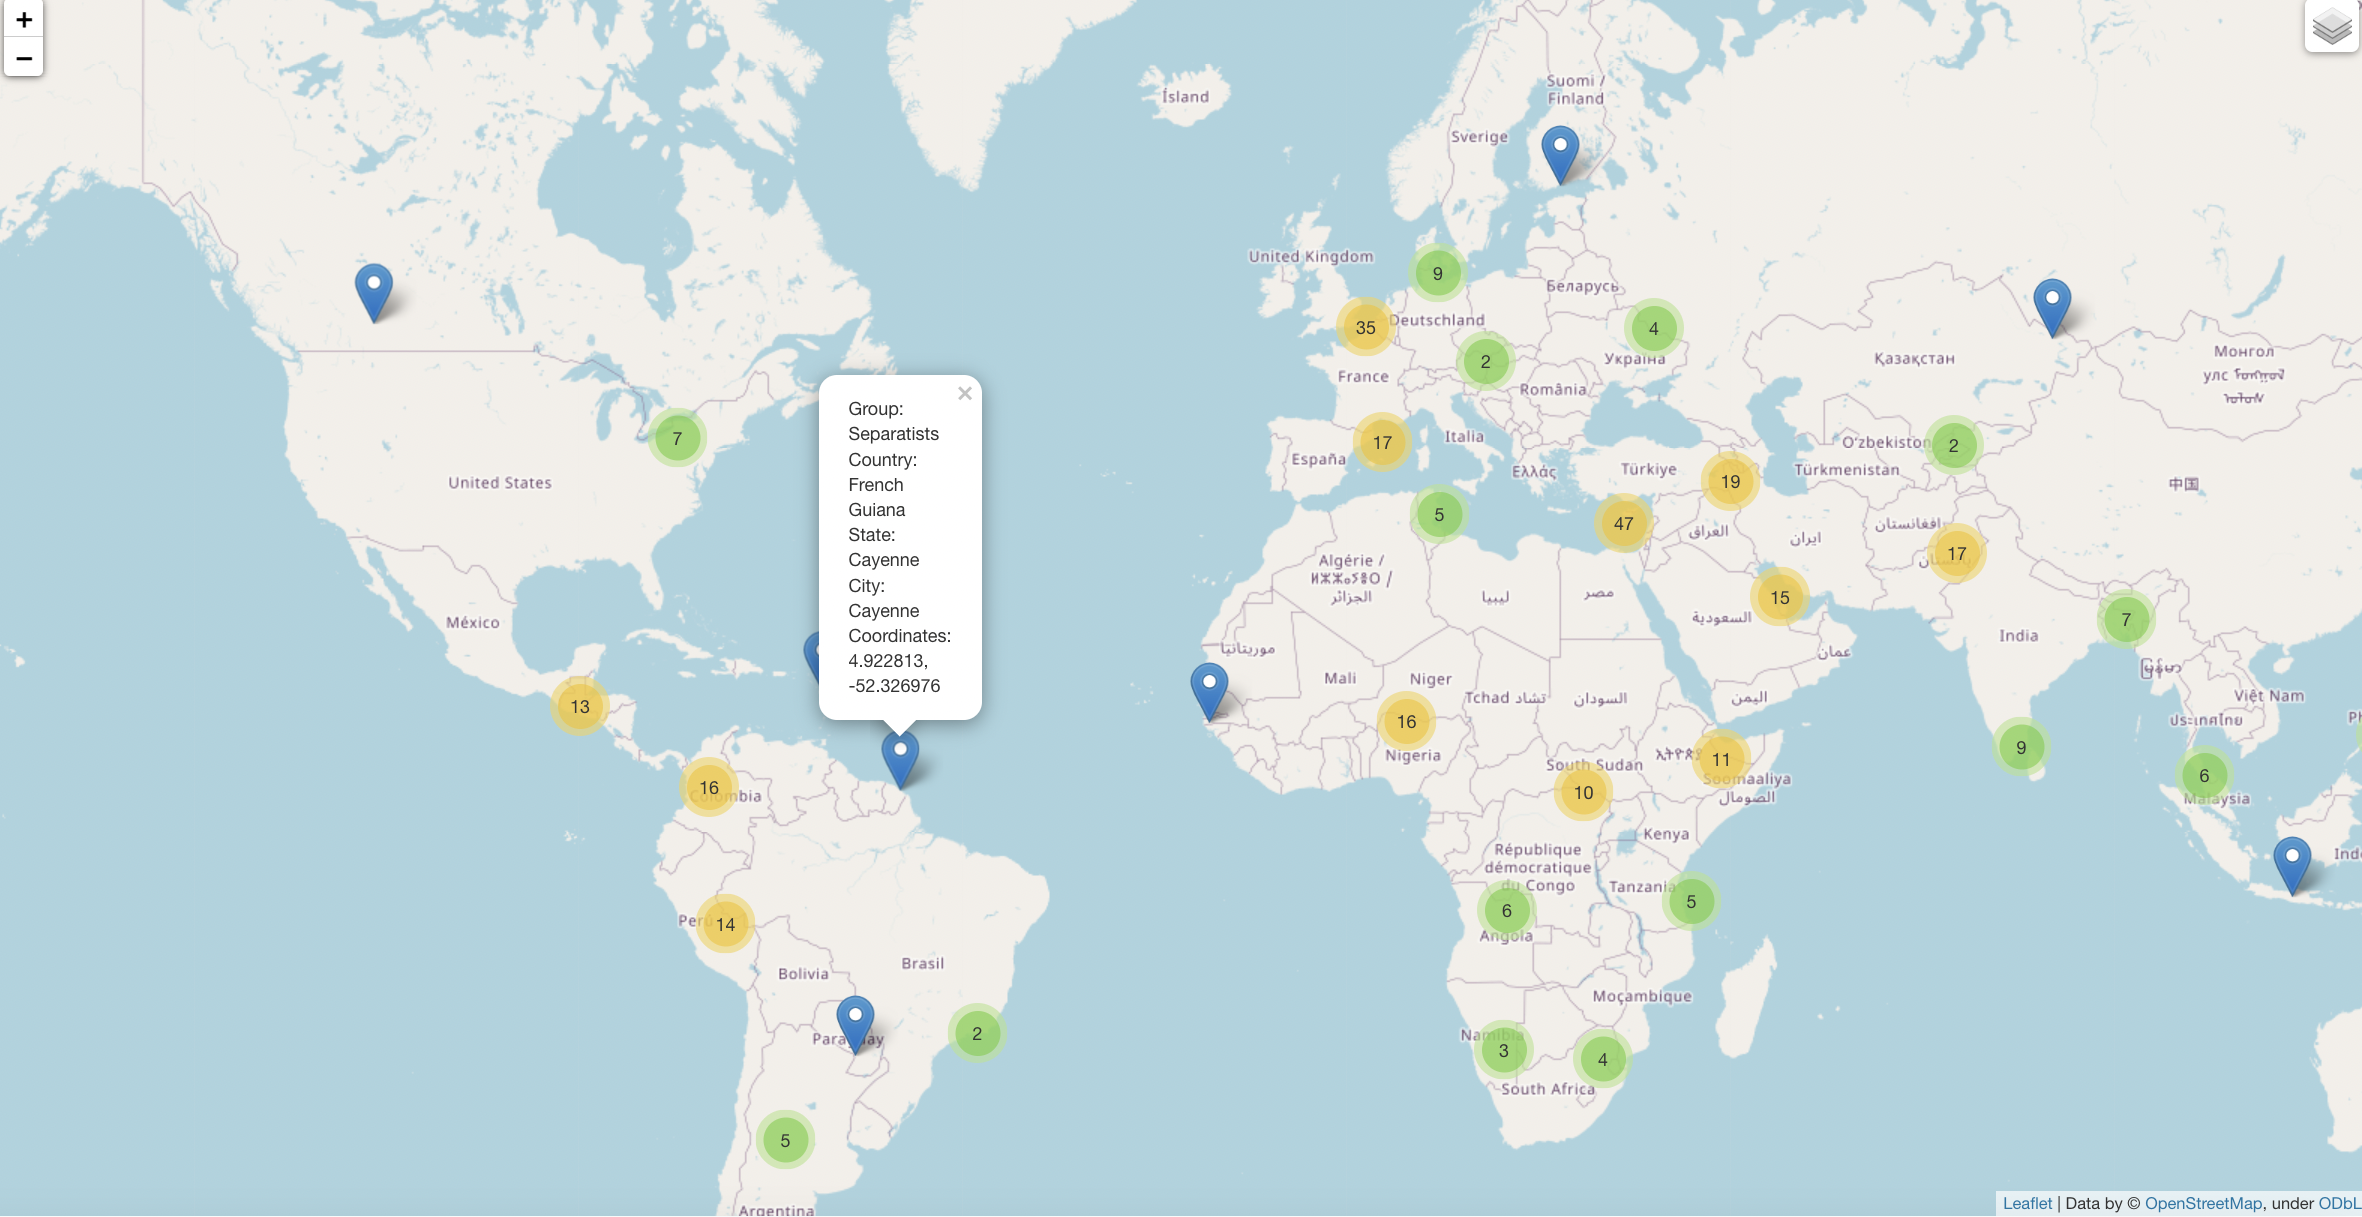 +
−
Ísland
Suomi /
Finland
Sverige
United Kingdom
9
Беларусь
35
Deutschland
4
2
Україна
Қазақстан
Монгол
улс
France
România
7
Group:
Separatists
Country:
French
Guiana
State:
Cayenne
City:
Cayenne
Coordinates:
4.922813,
-52.326976
×
17
Italia
España
Ελλάς
Türkiye
19
O'zbekiston
2
Türkmenistan
中国
United States
5
47
العراق
ايران
افغانستان
17
Algérie /
ⵍⵣⵣⴰⵢⴻⵔ /
الجزائر
ليبيا
مصر
السعودية
15
7
México
موريتانيا
India
عمان
Mali
Niger
Tchad تشاد
السودان
اليمن
Việt Nam
ประเทศไทย
13
16
Nigeria
9
11
South Sudan
Soomaaliya
الصومال
6
Malaysia
16
Colombia
10
Kenya
République
démocratique
du Congo
Tanzania
5
6
Angola
14
Bolivia
Brasil
Moçambique
Paraguay
2
Namibia
3
4
South Africa
5
Argentina
Leaflet | Data by © OpenStreetMap, under ODbL